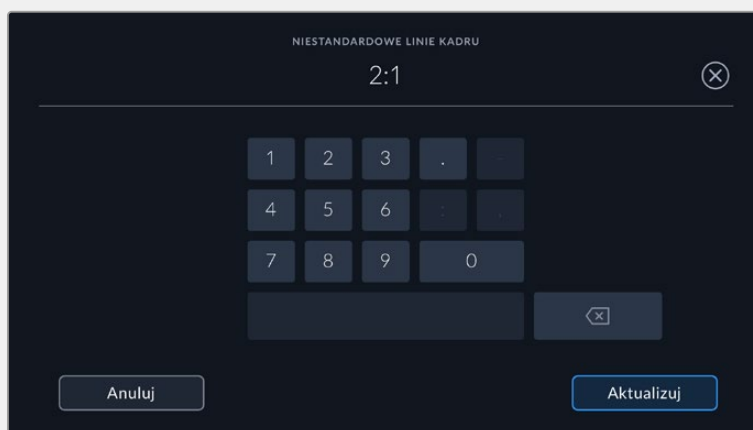 NIESTANDARDOWE LINIE KADRU
2:1
1 2 3 . -
4 5 6 : ,
7 8 9 0
Anuluj
Aktualizuj